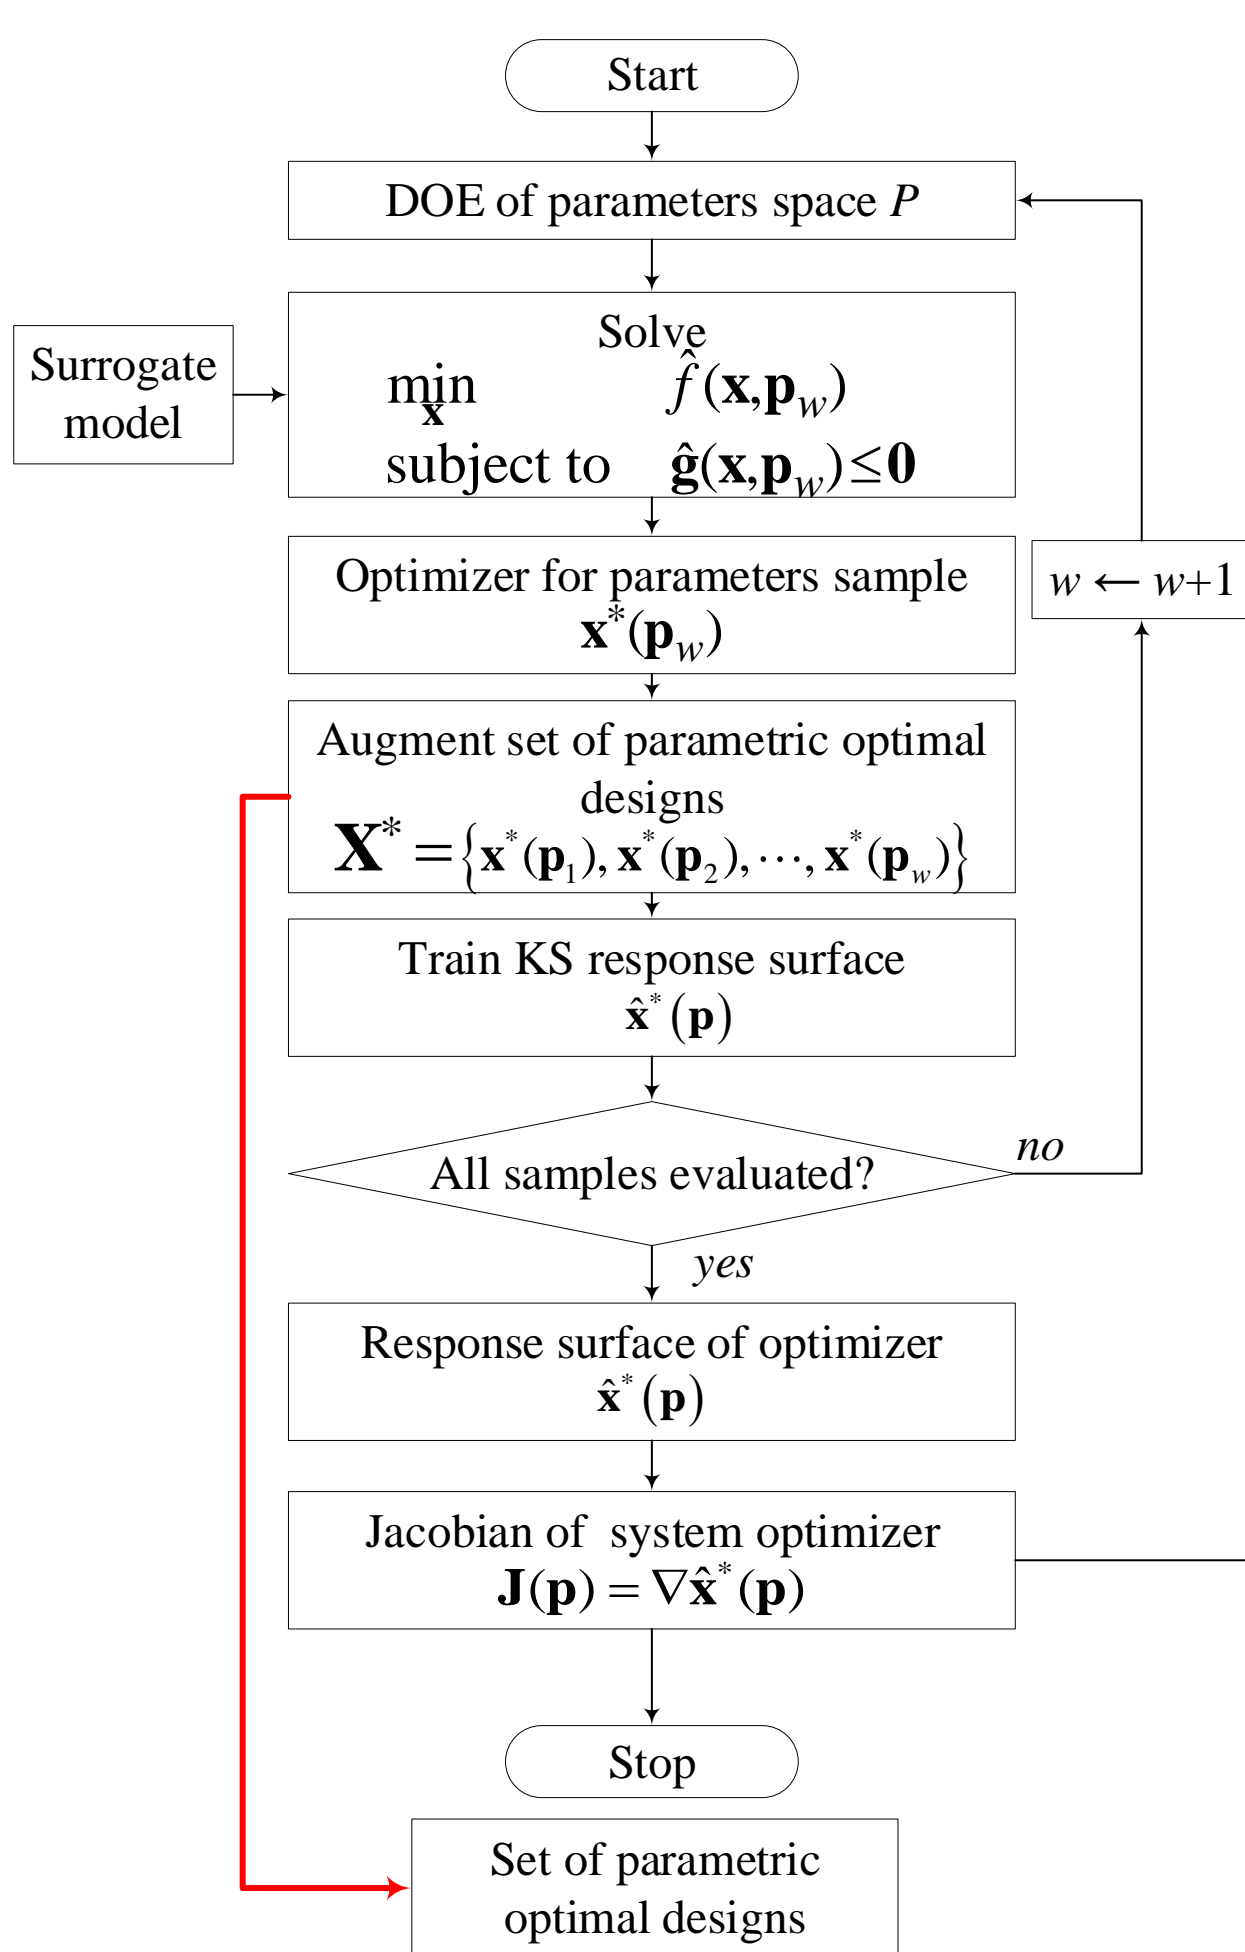 Start
DOE of parameters space P
Surrogate
model
Solve
min f̂(x,p_w)
x
subject to ĝ(x,p_w)≤0
Optimizer for parameters sample
x*(p_w)
w ← w+1
Augment set of parametric optimal
designs
X* = {x*(p_1), x*(p_2), ⋯, x*(p_w)}
Train KS response surface
x̂*(p)
All samples evaluated?
no
yes
Response surface of optimizer
x̂*(p)
Jacobian of system optimizer
J(p) = ∇x̂*(p)
Stop
Set of parametric
optimal designs